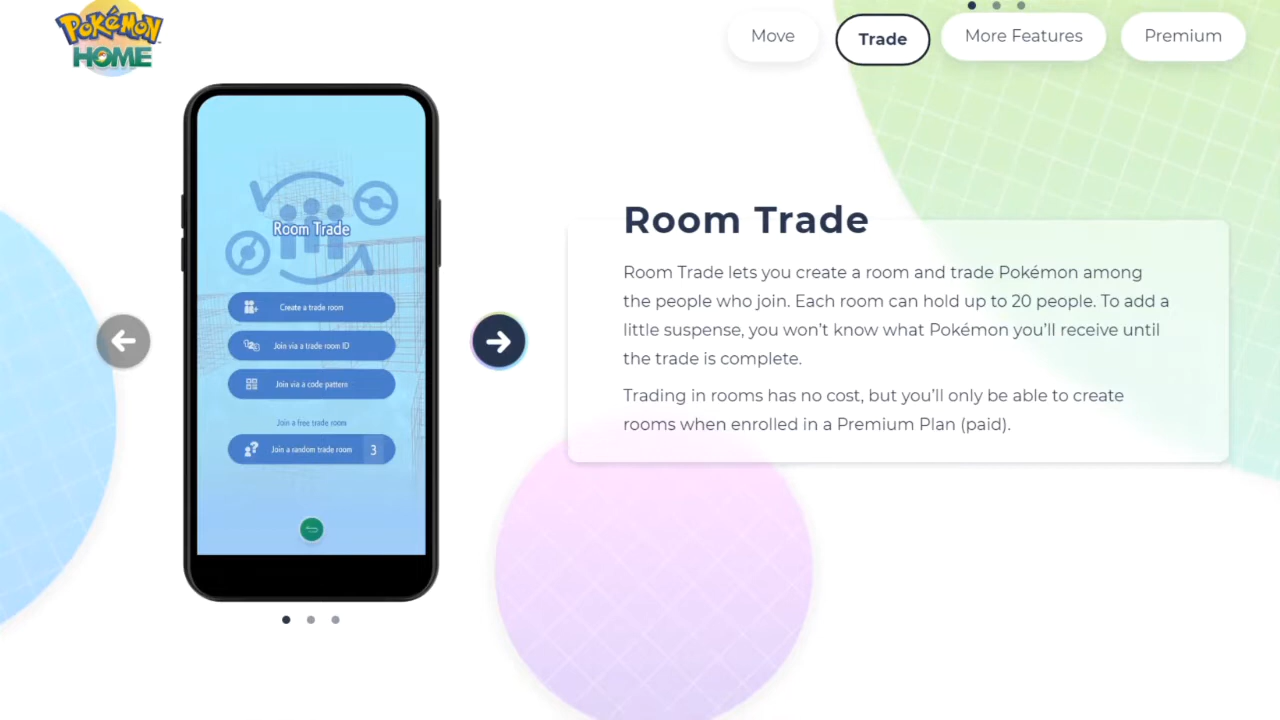 POKÉMON
HOME
Move
Trade
More Features
Premium
Room Trade
Create a trade room
Join via a trade room ID
Join via a code pattern
Join a free trade room
Join a random trade room 3
Room Trade
Room Trade lets you create a room and trade Pokémon among
the people who join. Each room can hold up to 20 people. To add a
little suspense, you won’t know what Pokémon you’ll receive until
the trade is complete.
Trading in rooms has no cost, but you’ll only be able to create
rooms when enrolled in a Premium Plan (paid).